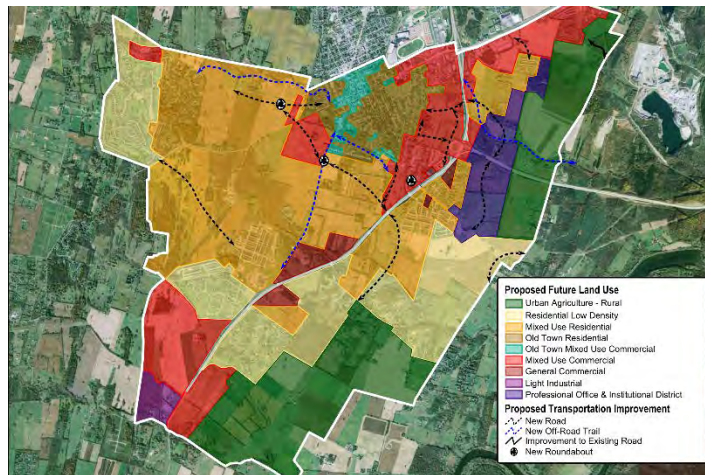 Proposed Future Land Use
Urban Agriculture - Rural
Residential Low Density
Mixed Use Residential
Old Town Residential
Old Town Mixed Use Commercial
Mixed Use Commercial
General Commercial
Light Industrial
Professional Office & Institutional District
Proposed Transportation Improvement
New Road
New Off-Road Trail
Improvement to Existing Road
New Roundabout